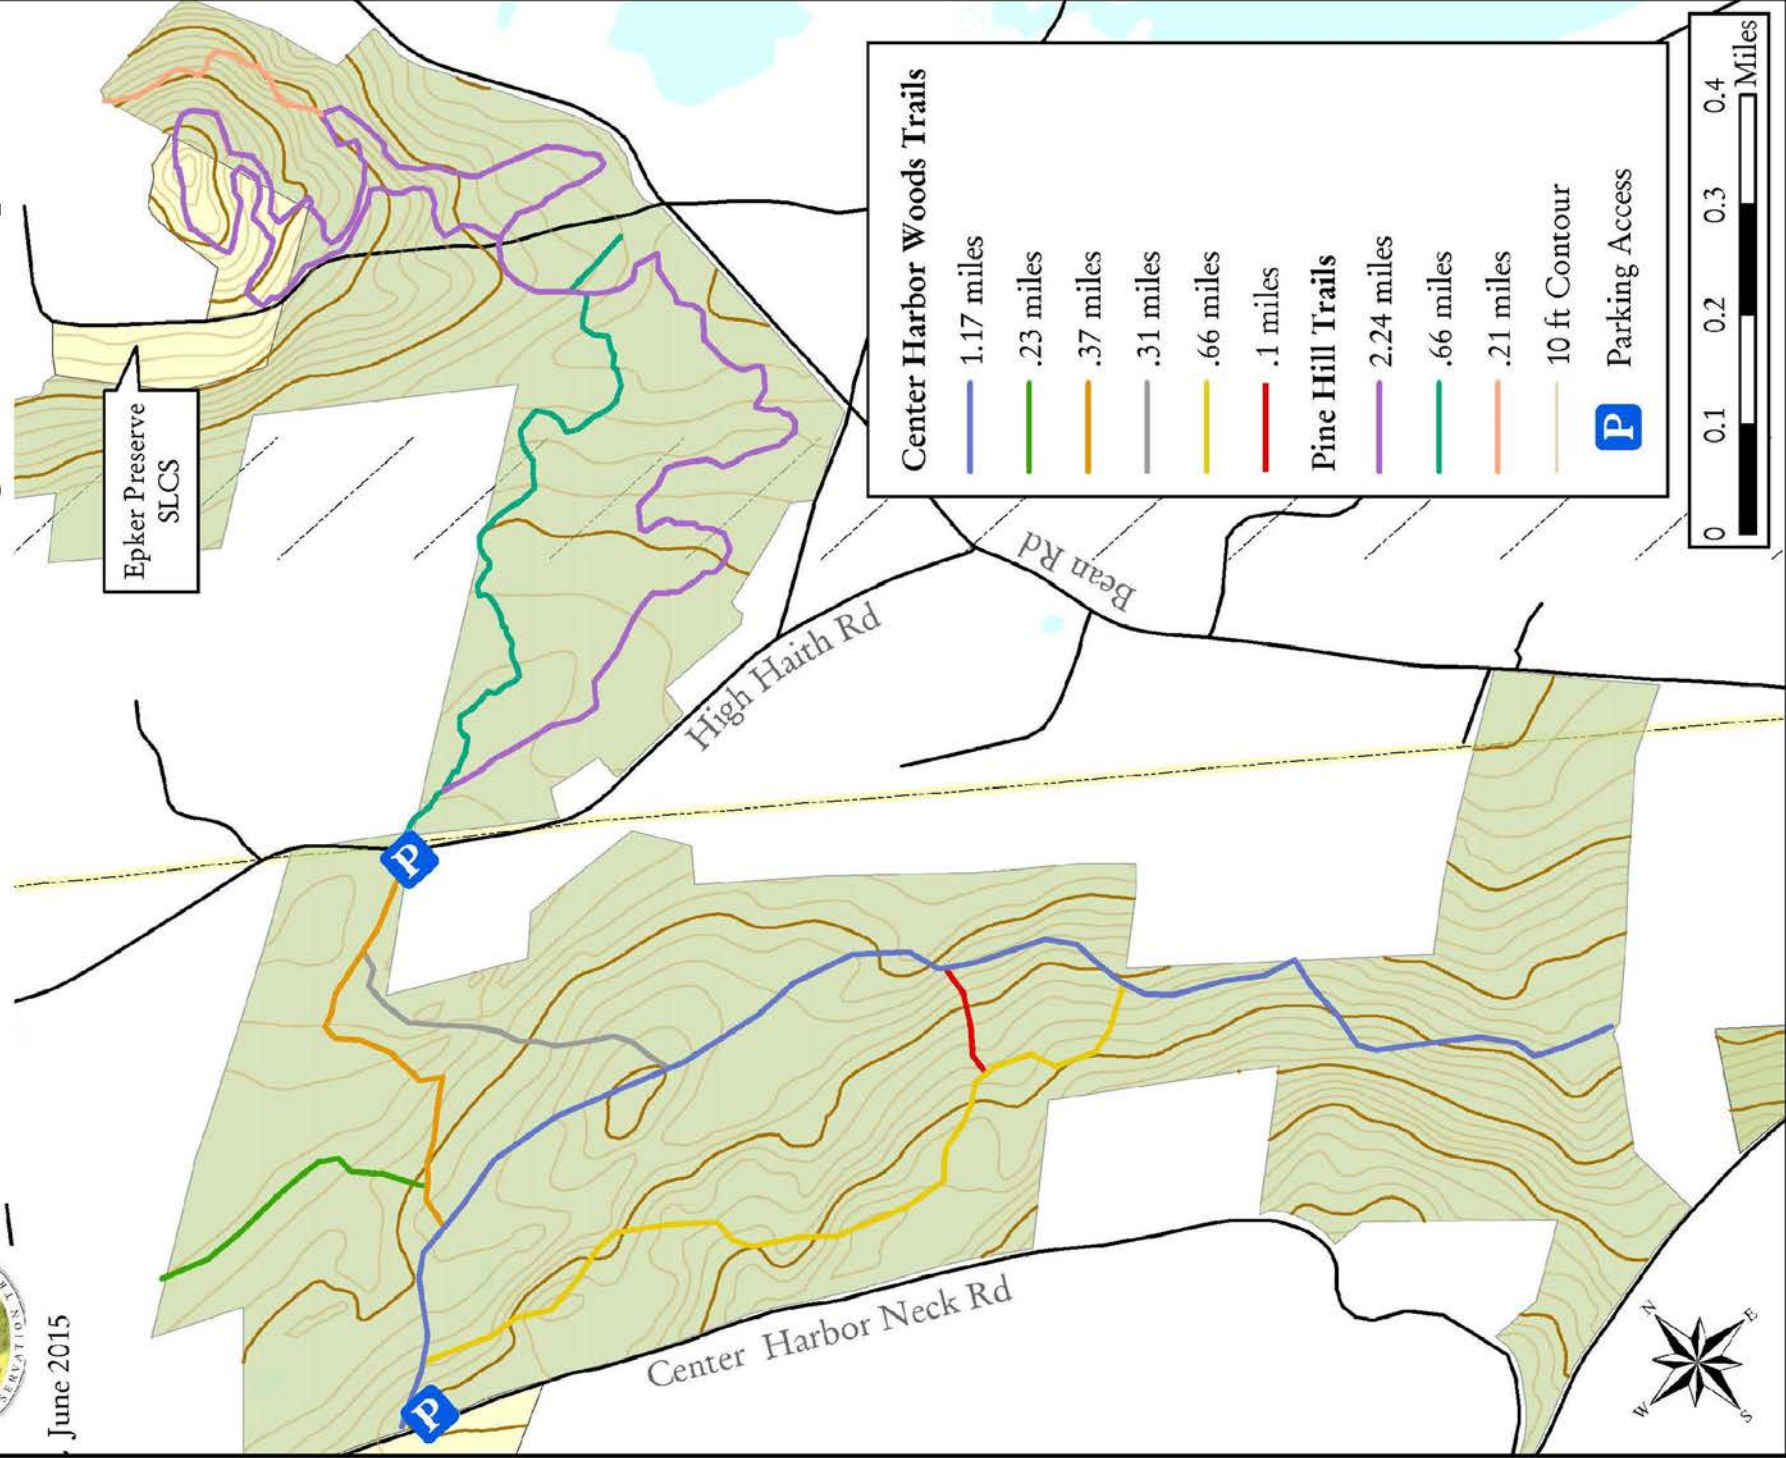 SERVATION TR
, June 2015
Epker Preserve
SLCS
High Haith Rd
Bean Rd
Center Harbor Neck Rd
P
P
Center Harbor Woods Trails
1.17 miles
.23 miles
.37 miles
.31 miles
.66 miles
.1 miles
Pine Hill Trails
2.24 miles
.66 miles
.21 miles
10 ft Contour
P Parking Access
0 0.1 0.2 0.3 0.4
Miles
N
E
S
W